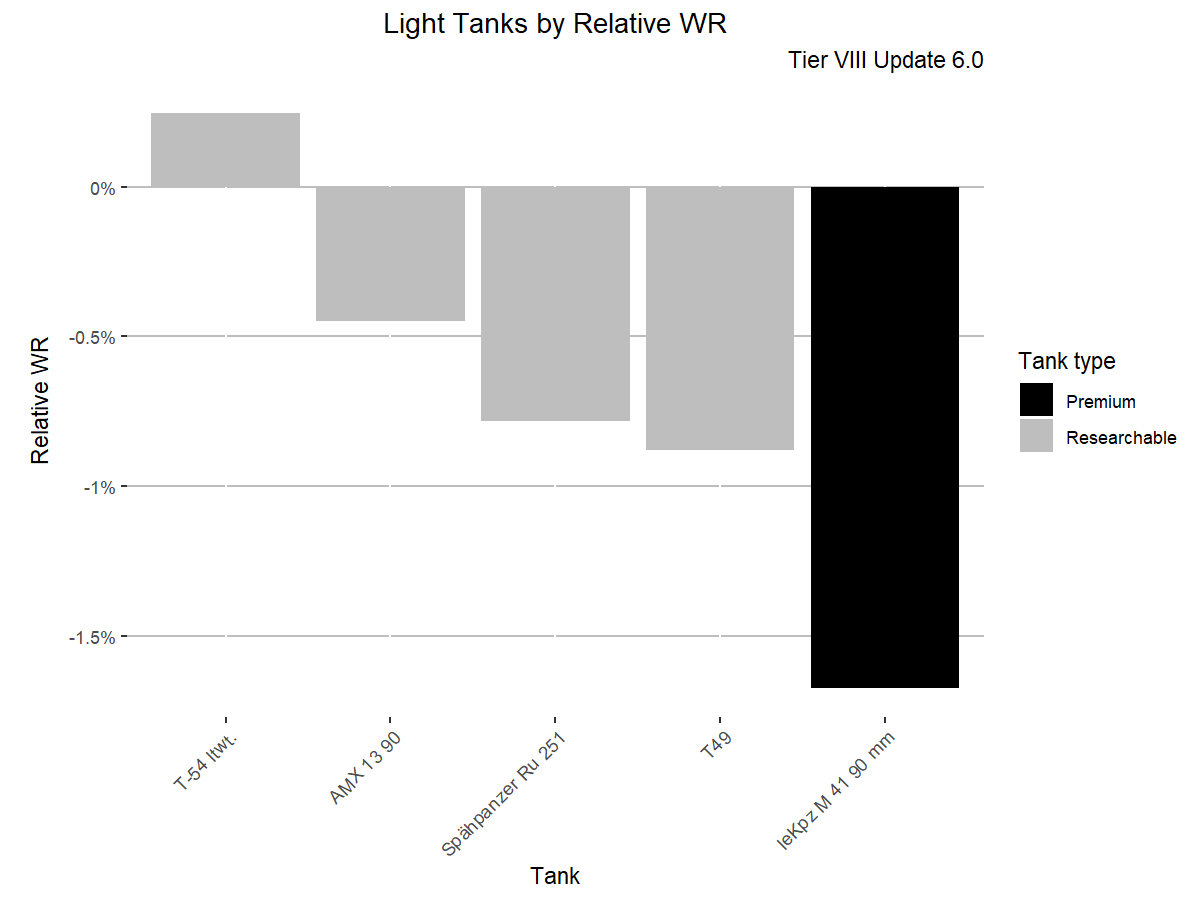 Light Tanks by Relative WR
Tier VIII Update 6.0
Relative WR
0%
-0.5%
-1%
-1.5%
T-54 ltwt.
AMX 13 90
Spähpanzer Ru 251
T49
leKpz M 41 90 mm
Tank
Tank type
Premium
Researchable